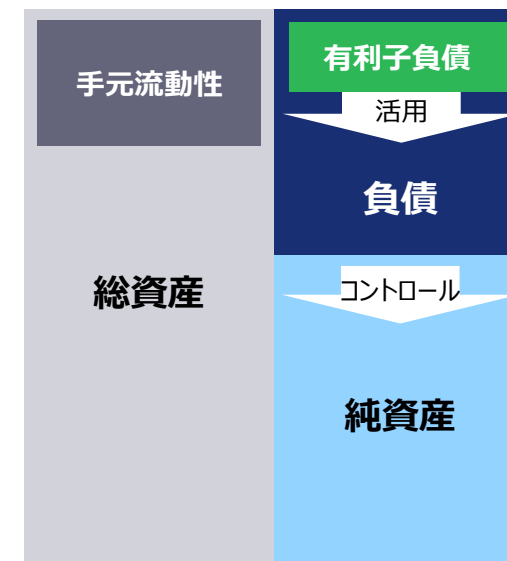 手元流動性
総資産
有利子負債
活用
負債
コントロール
純資産